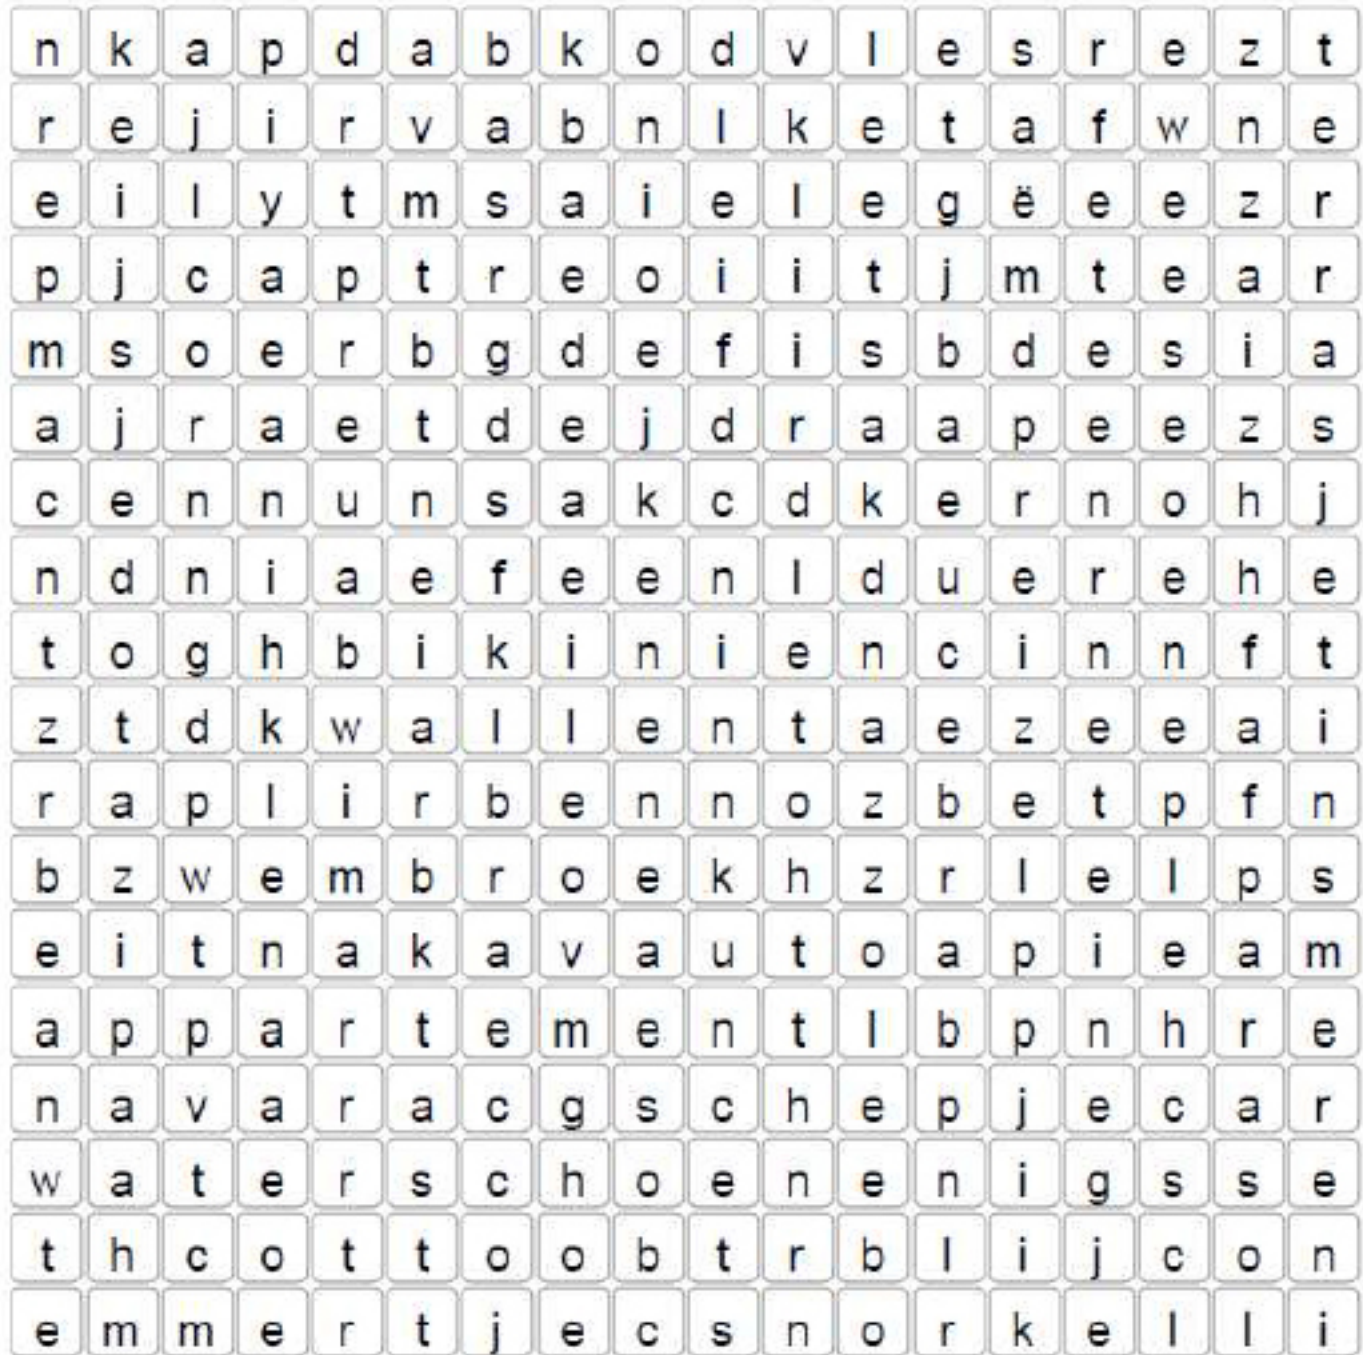 n k a p d a b k o d v l e s r e z t
r e j i r v a b n l k e t a f w n e
e i l y t m s a i e l e g ë e e z r
p j c a p t r e o i i t j m t e a r
m s o e r b g d e f i s b d e s i a
a j r a e t d e j d r a a p e e z s
c e n n u n s a k c d k e r n o h j
n d n i a e f e e n l d u e r e h e
t o g h b i k i n i e n c i n n f t
z t d k w a l l e n t a e z e e a i
r a p l i r b e n n o z b e t p f n
b z w e m b r o e k h z r l e l p s
e i t n a k a v a u t o a p i e a m
a p p a r t e m e n t l b p n h r e
n a v a r a c g s c h e p j e c a r
w a t e r s c h o e n e n i g s s e
t h c o t t o o b t r b l i j c o n
e m m e r t j e c s n o r k e l l i